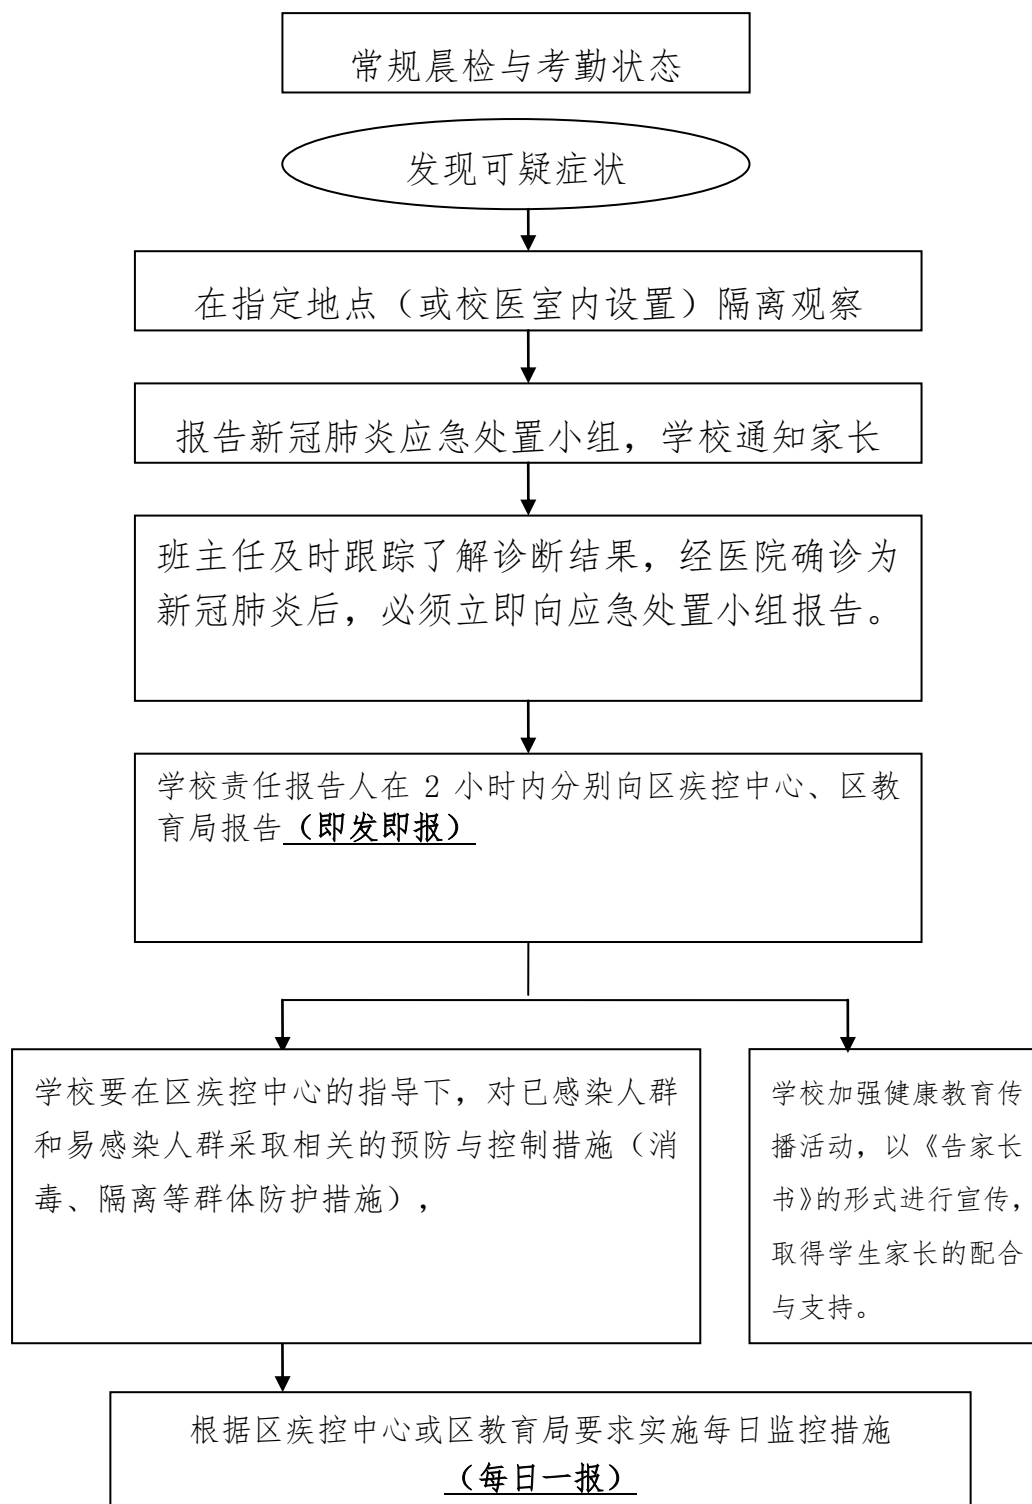 常规晨检与考勤状态
发现可疑症状
在指定地点（或校医室内设置）隔离观察
报告新冠肺炎应急处置小组，学校通知家长
班主任及时跟踪了解诊断结果，经医院确诊为
新冠肺炎后，必须立即向应急处置小组报告。
学校责任报告人在 2 小时内分别向区疾控中心、区教
育局报告（即发即报）
学校要在区疾控中心的指导下，对已感染人群
和易感染人群采取相关的预防与控制措施（消
毒、隔离等群体防护措施），
学校加强健康教育传
播活动，以《告家长
书》的形式进行宣传，
取得学生家长的配合
与支持。
根据区疾控中心或区教育局要求实施每日监控措施
（每日一报）